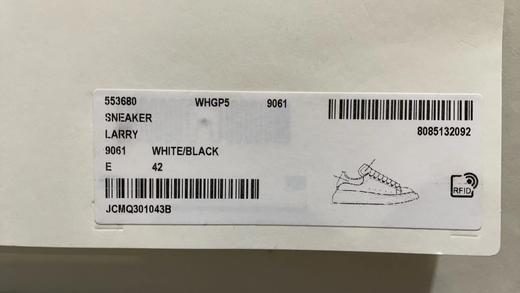 553680 WHGP5 9061
SNEAKER
LARRY
8085132092
9061 WHITE/BLACK
E 42
RFID
JCMQ301043B